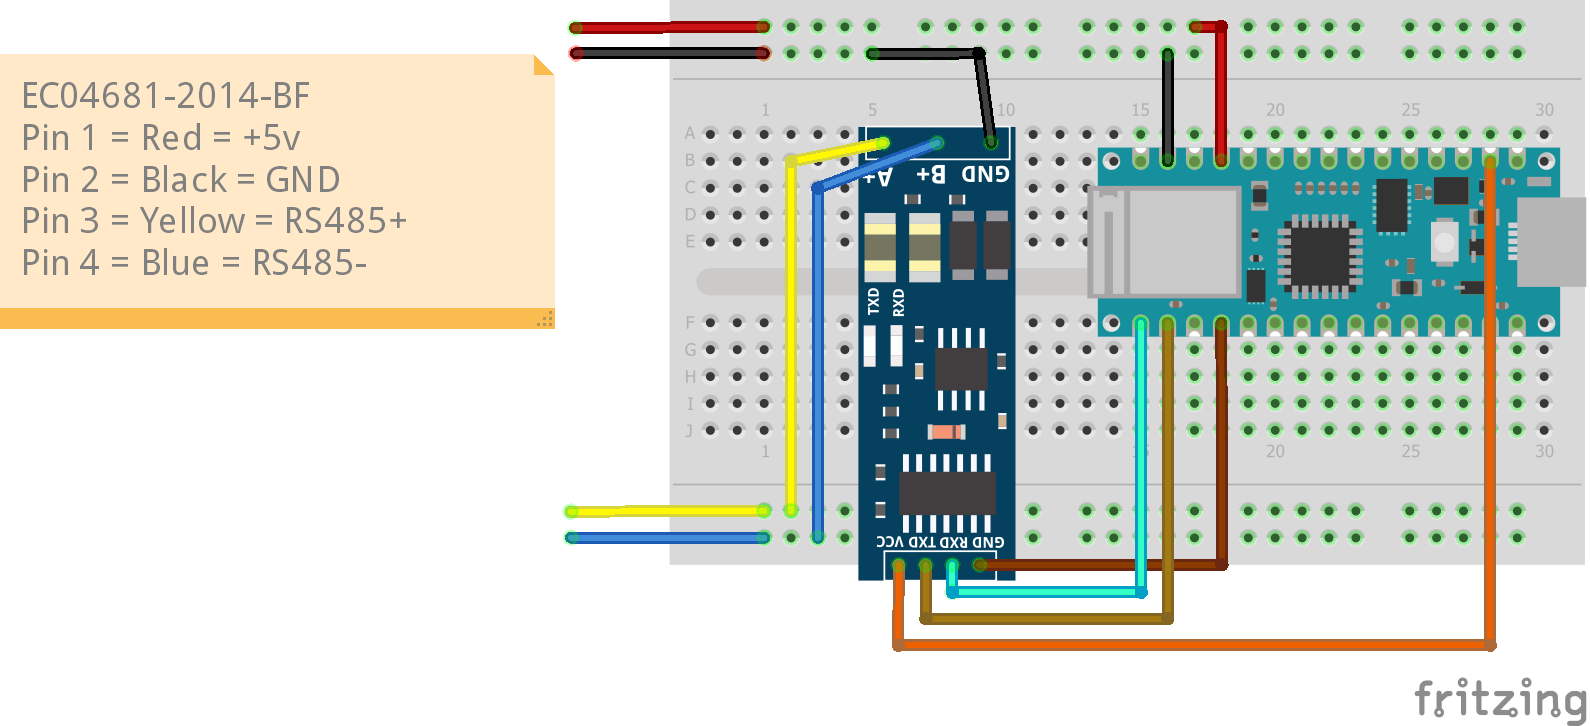 EC04681-2014-BF
Pin 1 = Red = +5v
Pin 2 = Black = GND
Pin 3 = Yellow = RS485+
Pin 4 = Blue = RS485-
1 5 10 15 20 25 30
A
B
C
D
E
F
G
H
I
J
A+ B+ GND
TXD RXD
1 15 20 25 30
VCC TXD RXD GND
fritzing